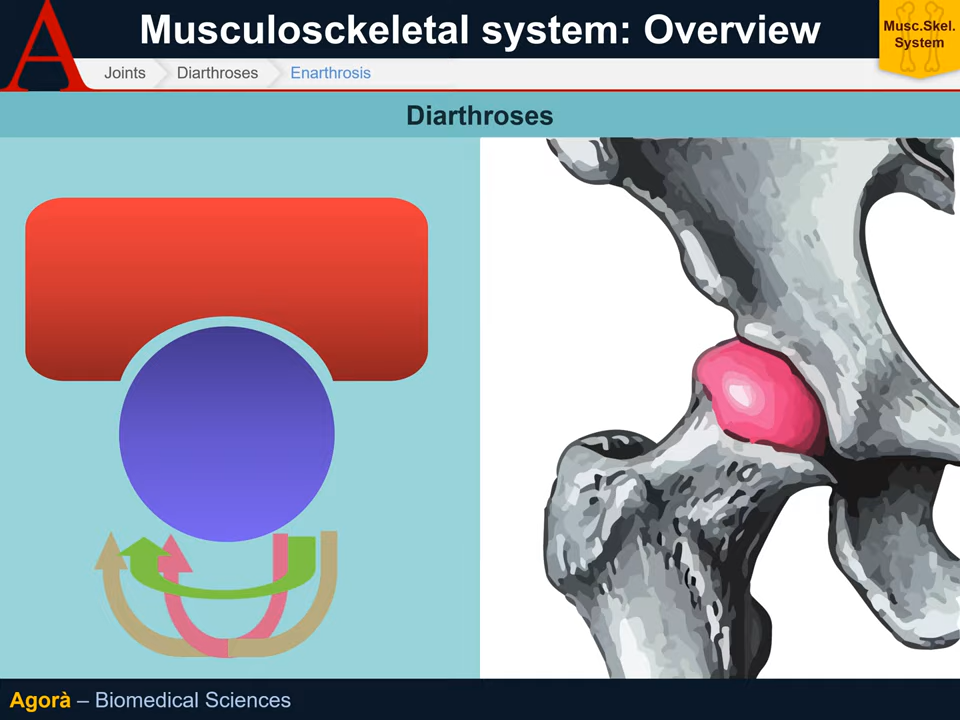 A
Musculosckeletal system: Overview
Musc.Skel.
System
Joints
Diarthroses
Enarthrosis
Diarthroses
Agorà – Biomedical Sciences